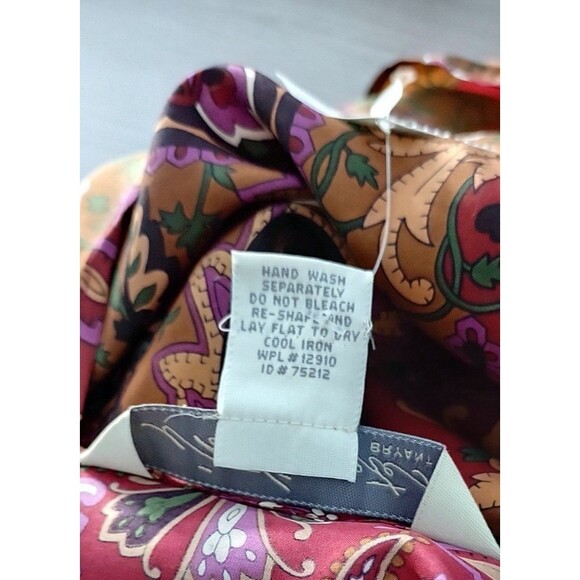 HAND WASH
SEPARATELY
DO NOT BLEACH
RE-SHAPE AND
LAY FLAT TO DRY
COOL IRON
WPL # 12910
ID # 75212
BRYANT